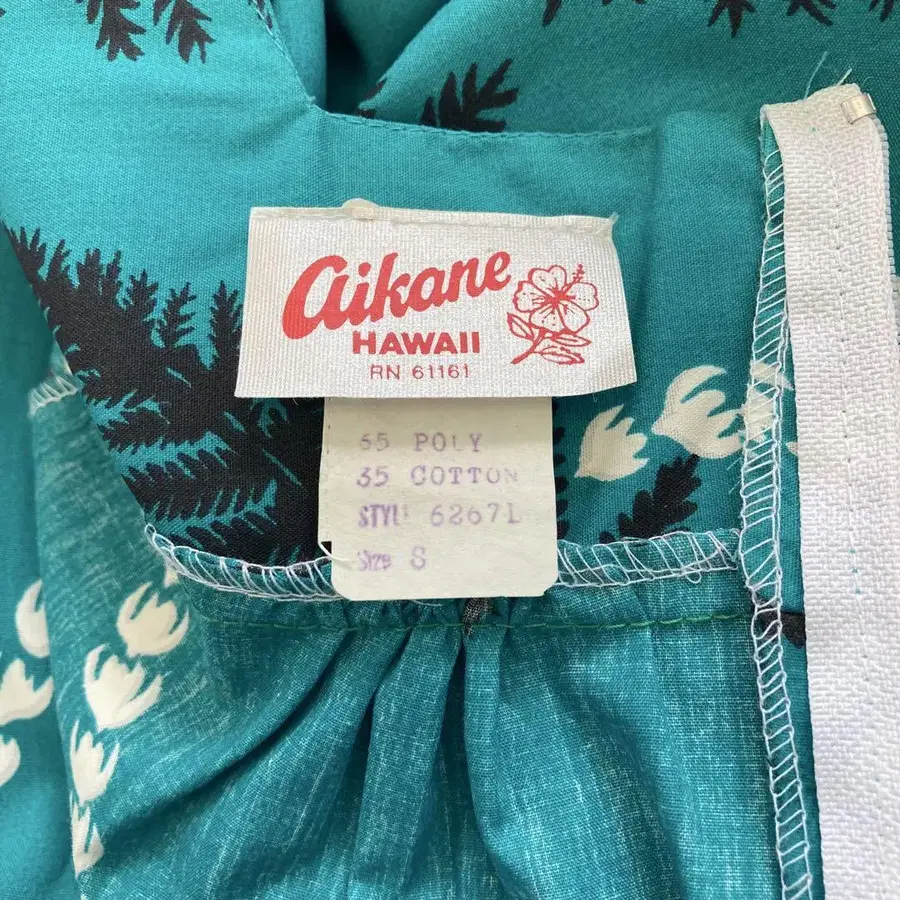 aikane
HAWAII
RN 61161
65 POLY
35 COTTON
STYLE 6267L
Size S